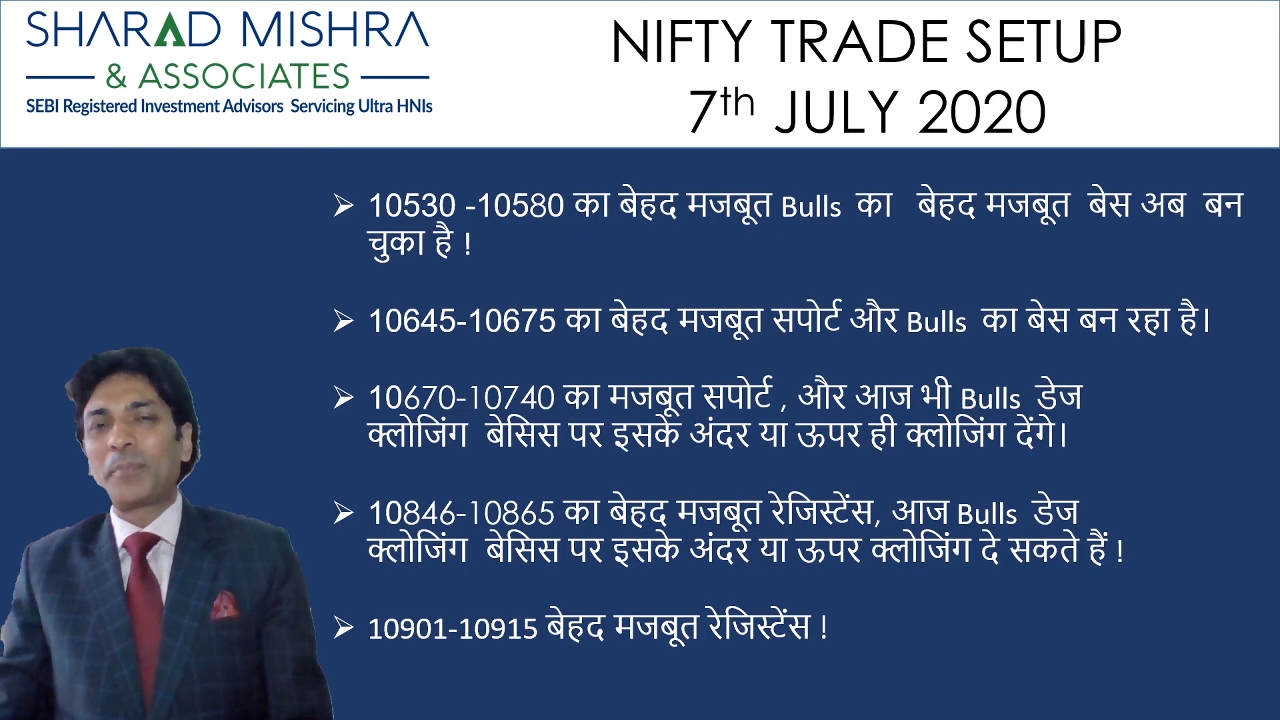 SHARAD MISHRA
& ASSOCIATES
SEBI Registered Investment Advisors Servicing Ultra HNIs
NIFTY TRADE SETUP
7th JULY 2020
➢ 10530 -10580 का बेहद मजबूत Bulls का बेहद मजबूत बेस अब बन
चुका है !
➢ 10645-10675 का बेहद मजबूत सपोर्ट और Bulls का बेस बन रहा है।
➢ 10670-10740 का मजबूत सपोर्ट , और आज भी Bulls डेज
क्लोजिंग बेसिस पर इसके अंदर या ऊपर ही क्लोजिंग देंगे।
➢ 10846-10865 का बेहद मजबूत रेजिस्टेंस, आज Bulls डेज
क्लोजिंग बेसिस पर इसके अंदर या ऊपर क्लोजिंग दे सकते हैं !
➢ 10901-10915 बेहद मजबूत रेजिस्टेंस !